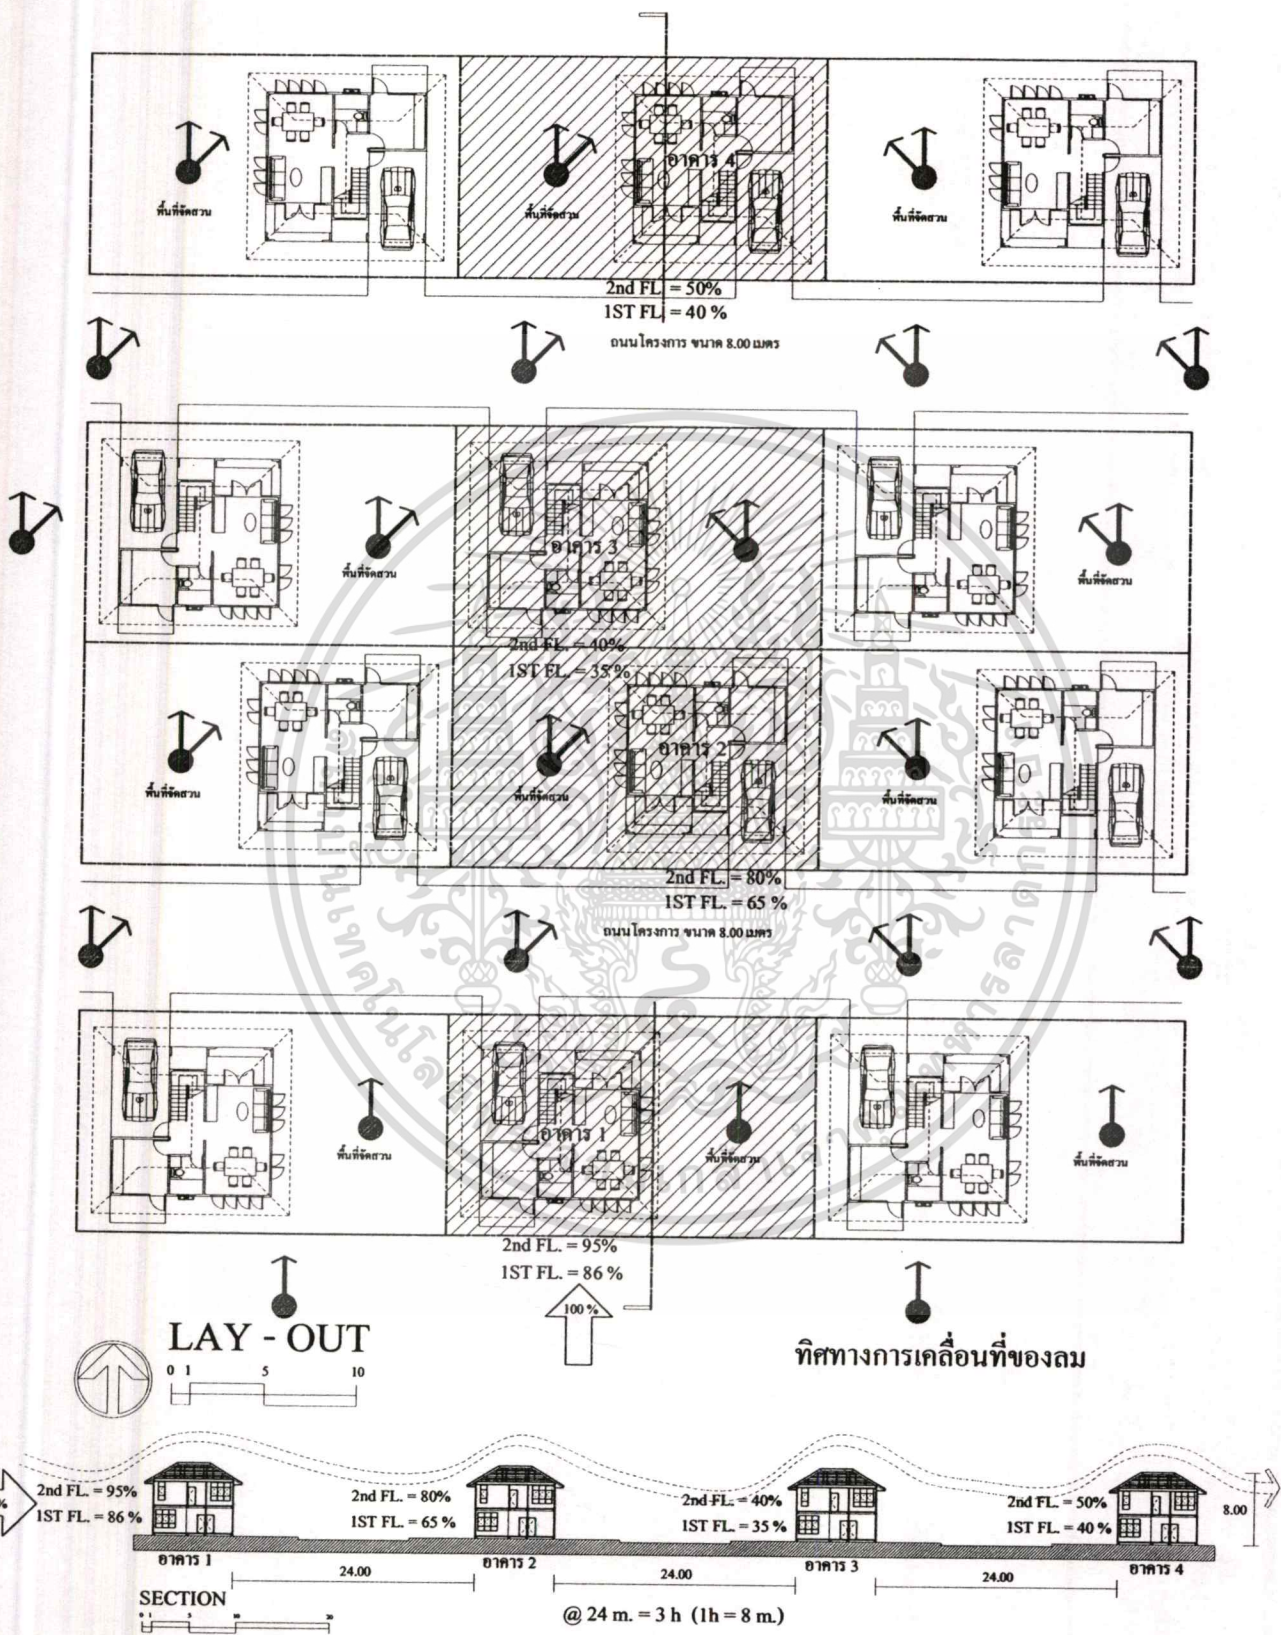 อาคาร 4
พื้นที่จัดสวน
พื้นที่จัดสวน
พื้นที่จัดสวน
2nd FL. = 50%
1ST FL. = 40 %
ถนนโครงการ ขนาด 8.00 เมตร
อาคาร 3
พื้นที่จัดสวน
พื้นที่จัดสวน
2nd FL. = 40%
1ST FL. = 35 %
อาคาร 2
พื้นที่จัดสวน
พื้นที่จัดสวน
พื้นที่จัดสวน
2nd FL. = 80%
1ST FL. = 65 %
ถนนโครงการ ขนาด 8.00 เมตร
อาคาร 1
พื้นที่จัดสวน
พื้นที่จัดสวน
พื้นที่จัดสวน
2nd FL. = 95%
1ST FL. = 86 %
100 %
LAY - OUT
0 1 5 10
ทิศทางการเคลื่อนที่ของลม
2nd FL. = 95%
1ST FL. = 86 %
2nd FL. = 80%
1ST FL. = 65 %
2nd FL. = 40%
1ST FL. = 35 %
2nd FL. = 50%
1ST FL. = 40 %
8.00
อาคาร 1
อาคาร 2
อาคาร 3
อาคาร 4
24.00
24.00
24.00
SECTION
0 1 5 10 20
@ 24 m. = 3 h (1h = 8 m.)